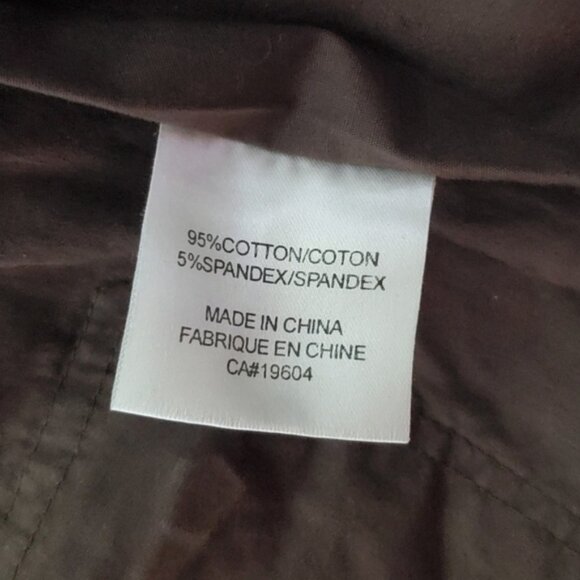 95%COTTON/COTON
5%SPANDEX/SPANDEX
MADE IN CHINA
FABRIQUE EN CHINE
CA#19604